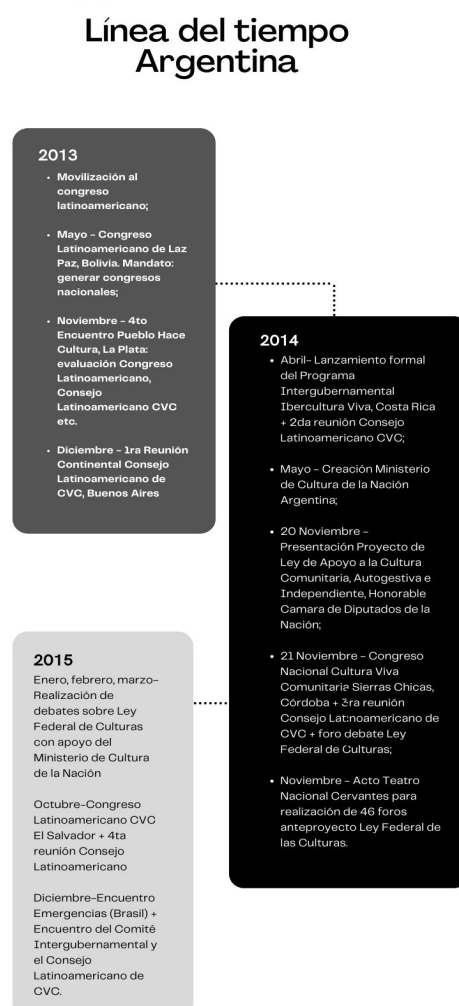 Línea del tiempo
Argentina
2013
• Movilización al
congreso
latinoamericano;
• Mayo – Congreso
Latinoamericano de Laz
Paz, Bolivia. Mandato:
generar congresos
nacionales;
• Noviembre – 4to
Encuentro Pueblo Hace
Cultura, La Plata:
evaluación Congreso
Latinoamericano,
Consejo
Latinoamericano CVC
etc.
• Diciembre – 1ra Reunión
Continental Consejo
Latinoamericano de
CVC, Buenos Aires
2014
• Abril– Lanzamiento formal
del Programa
Intergubernamental
Ibercultura Viva, Costa Rica
+ 2da reunión Consejo
Latinoamericano CVC;
• Mayo – Creación Ministerio
de Cultura de la Nación
Argentina;
• 20 Noviembre –
Presentación Proyecto de
Ley de Apoyo a la Cultura
Comunitaria, Autogestiva e
Independiente, Honorable
Camara de Diputados de la
Nación;
• 21 Noviembre – Congreso
Nacional Cultura Viva
Comunitaria Sierras Chicas,
Córdoba + 3ra reunión
Consejo Latinoamericano de
CVC + foro debate Ley
Federal de Culturas;
• Noviembre – Acto Teatro
Nacional Cervantes para
realización de 46 foros
anteproyecto Ley Federal de
las Culturas.
2015
Enero, febrero, marzo–
Realización de
debates sobre Ley
Federal de Culturas
con apoyo del
Ministerio de Cultura
de la Nación
Octubre–Congreso
Latinoamericano CVC
El Salvador + 4ta
reunión Consejo
Latinoamericano
Diciembre–Encuentro
Emergencias (Brasil) +
Encuentro del Comité
Intergubernamental y
el Consejo
Latinoamericano de
CVC.